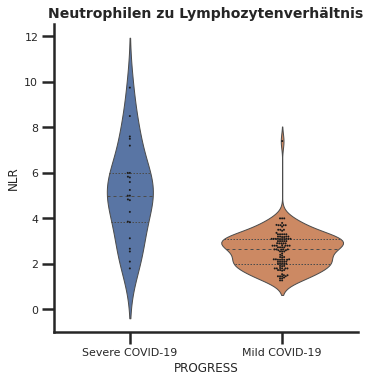 Neutrophilen zu Lymphozytenverhältnis
12
10
8
6
4
2
0
NLR
Severe COVID-19 Mild COVID-19
PROGRESS